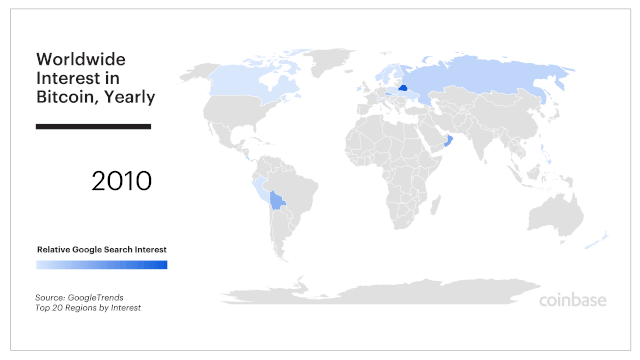 Worldwide
Interest in
Bitcoin, Yearly
2010
Relative Google Search Interest
Source: GoogleTrends
Top 20 Regions by Interest
coinbase